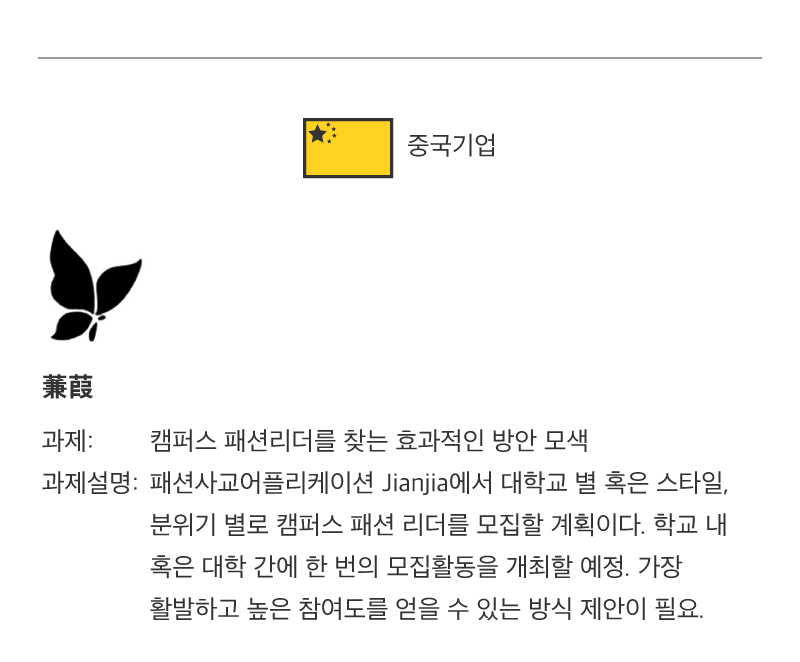 중국기업
蒹葭
과제: 캠퍼스 패션리더를 찾는 효과적인 방안 모색
과제설명: 패션사교어플리케이션 Jianjia에서 대학교 별 혹은 스타일,
분위기 별로 캠퍼스 패션 리더를 모집할 계획이다. 학교 내
혹은 대학 간에 한 번의 모집활동을 개최할 예정. 가장
활발하고 높은 참여도를 얻을 수 있는 방식 제안이 필요.